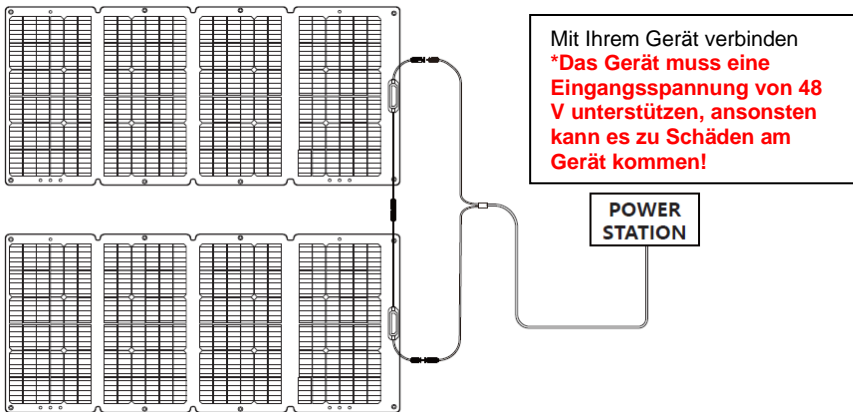 Mit Ihrem Gerät verbinden
*Das Gerät muss eine
Eingangsspannung von 48
V unterstützen, ansonsten
kann es zu Schäden am
Gerät kommen!
POWER
STATION